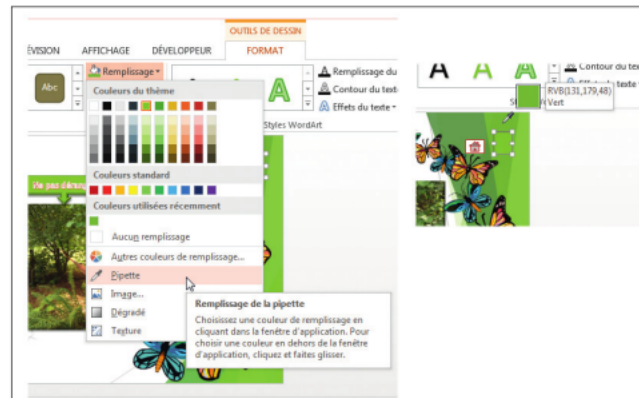 OUTILS DE DESSIN
ÉVISION AFFICHAGE DÉVELOPPEUR FORMAT
Abc
Remplissage
A A A
Remplissage du
Contour du texte
Effets du texte
Styles WordArt
Couleurs du thème
Couleurs standard
Couleurs utilisées récemment
Aucun remplissage
Autres couleurs de remplissage...
Pipette
Image...
Dégradé
Texture
Remplissage de la pipette
Choisissez une couleur de remplissage en
cliquant dans la fenêtre d'application. Pour
choisir une couleur en dehors de la fenêtre
d'application, cliquez et faites glisser.
Ne pas
A A A
Contour du tex
RVB(131,179,48)
Vert